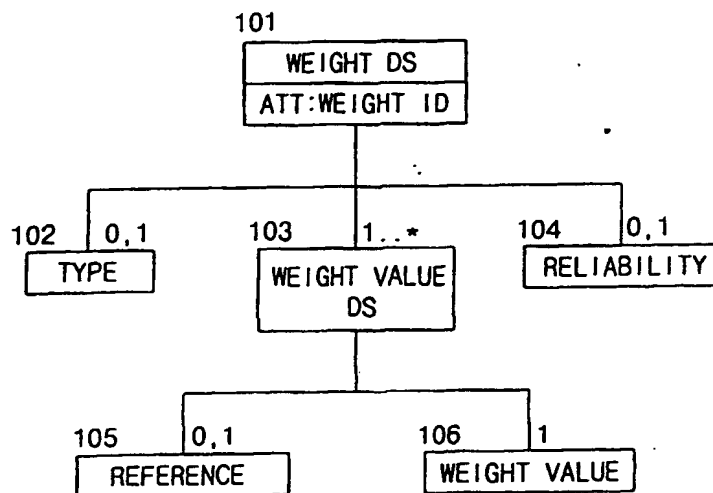 101
WEIGHT DS
ATT:WEIGHT ID
102 0,1 103 1..* 104 0,1
TYPE WEIGHT VALUE DS RELIABILITY
105 0,1 106 1
REFERENCE WEIGHT VALUE